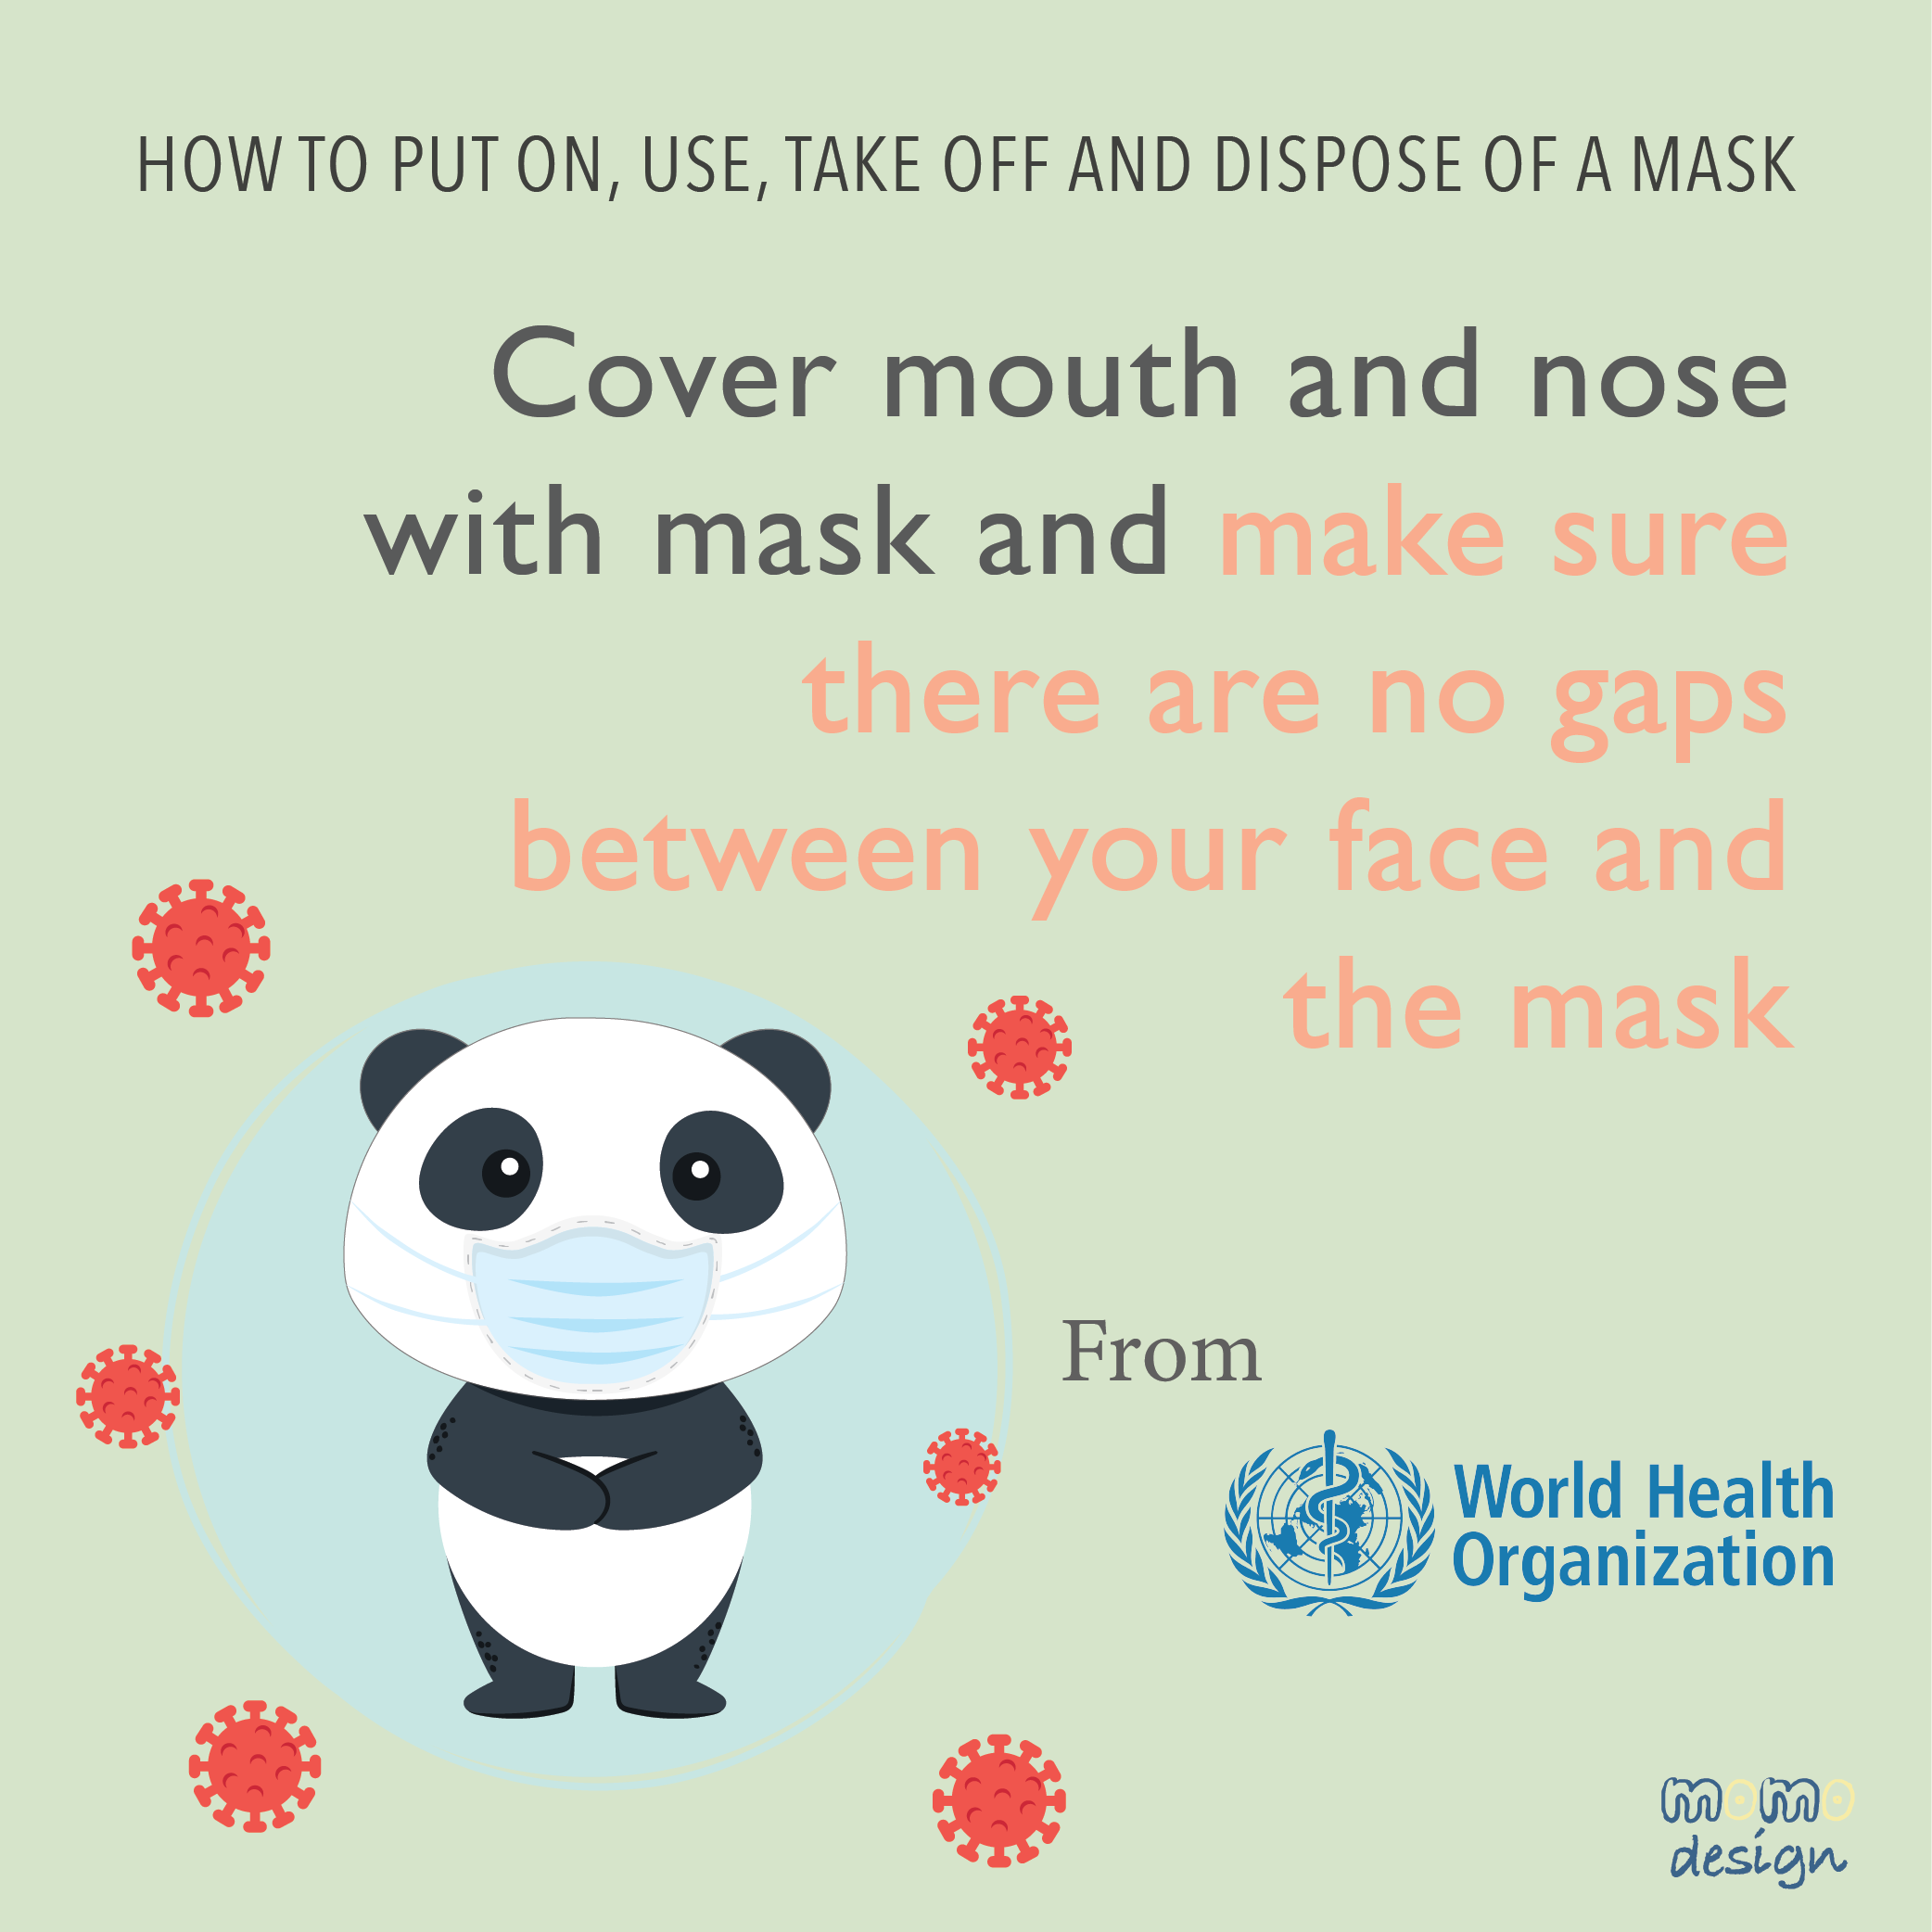 HOW TO PUT ON, USE, TAKE OFF AND DISPOSE OF A MASK
Cover mouth and nose
with mask and make sure
there are no gaps
between your face and
the mask
From
World Health
Organization
momo
design